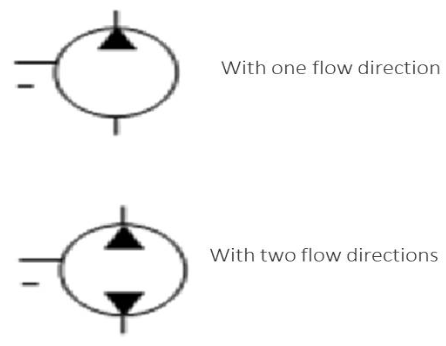 With one flow direction
With two flow directions